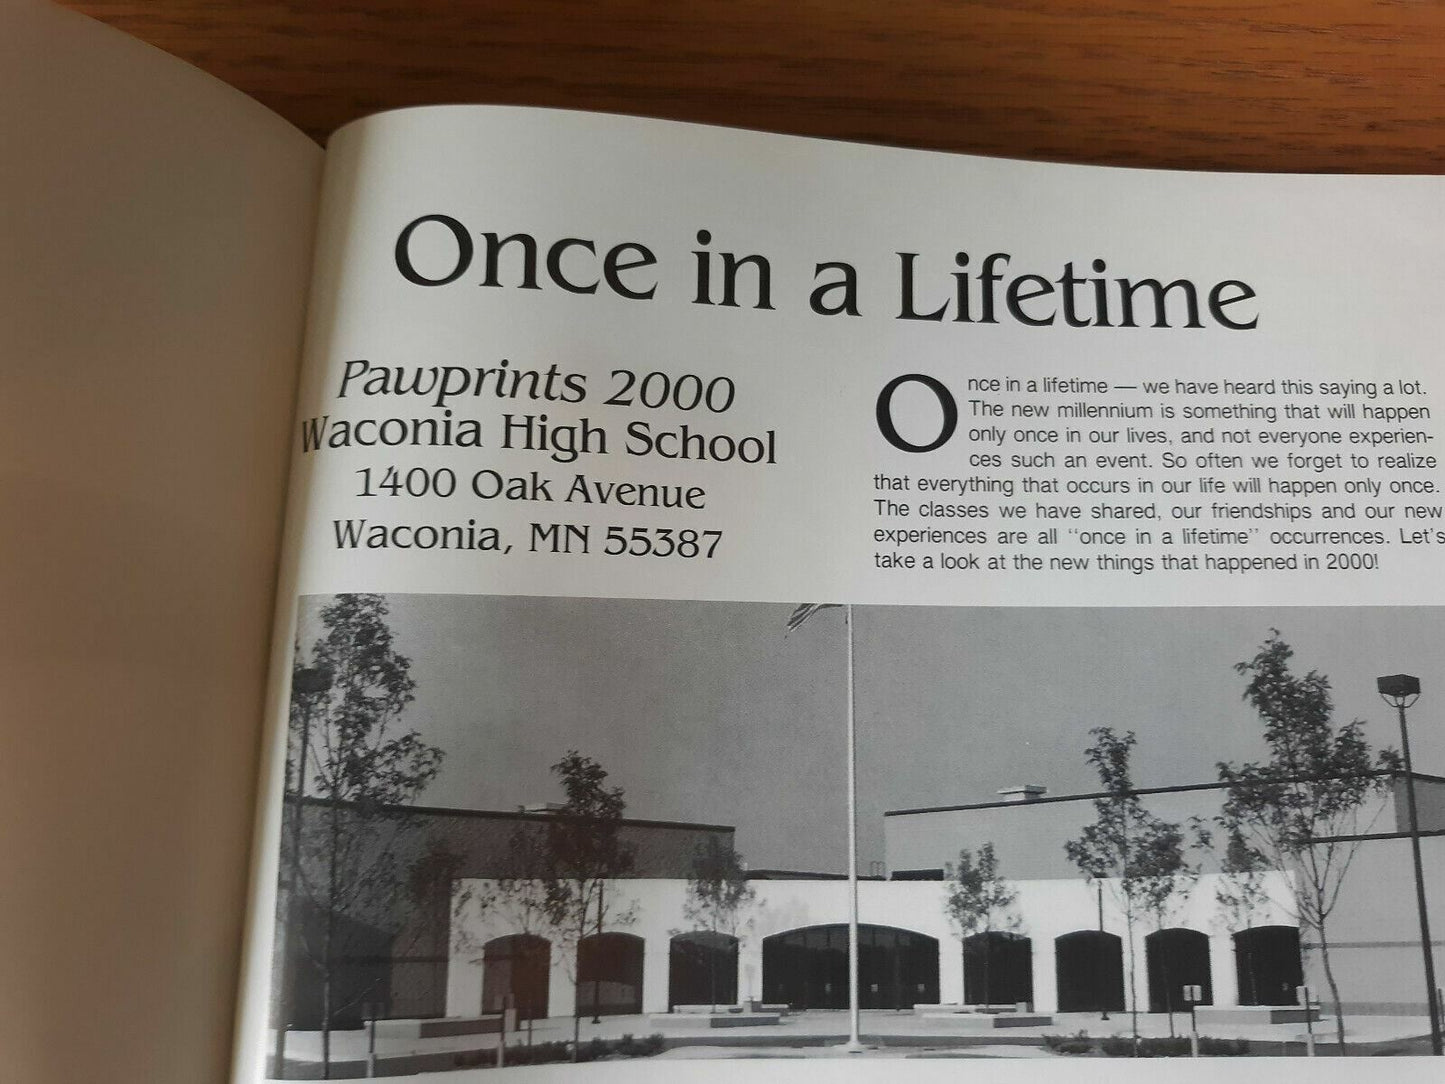 Once in a Lifetime
Pawprints 2000
Waconia High School
1400 Oak Avenue
Waconia, MN 55387
Once in a lifetime — we have heard this saying a lot.
The new millennium is something that will happen
only once in our lives, and not everyone experien-
ces such an event. So often we forget to realize
that everything that occurs in our life will happen only once.
The classes we have shared, our friendships and our new
experiences are all "once in a lifetime" occurrences. Let's
take a look at the new things that happened in 2000!